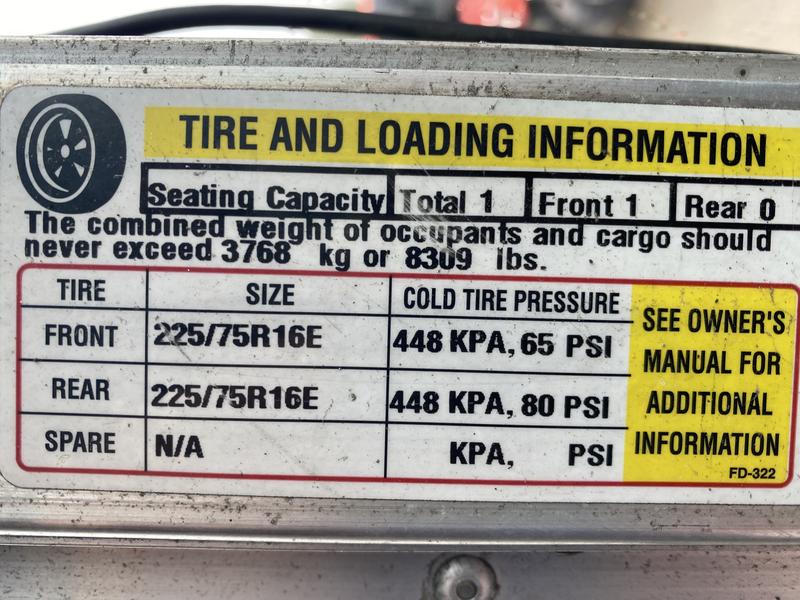 TIRE AND LOADING INFORMATION
Seating Capacity Total 1 Front 1 Rear 0
The combined weight of occupants and cargo should
never exceed 3768 kg or 8309 lbs.
TIRE SIZE COLD TIRE PRESSURE
FRONT 225/75R16E 448 KPA, 65 PSI
REAR 225/75R16E 448 KPA, 80 PSI
SPARE N/A KPA, PSI
SEE OWNER'S
MANUAL FOR
ADDITIONAL
INFORMATION
FD-322